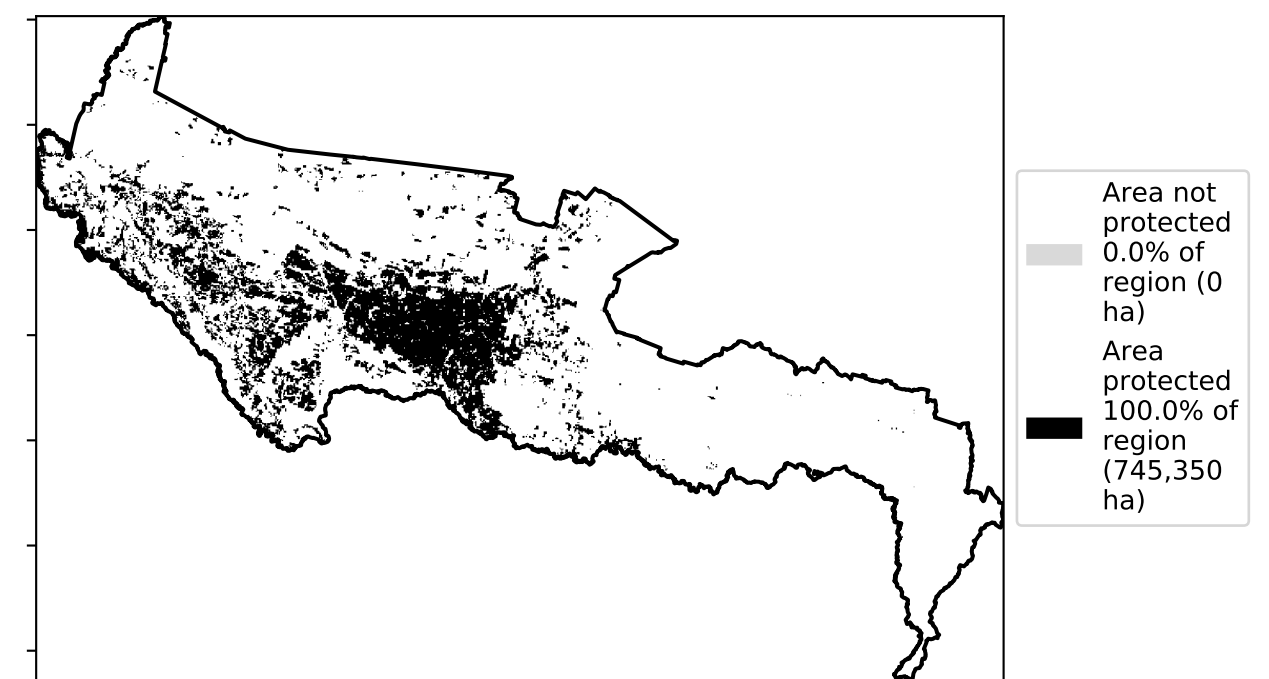 Area not
protected
0.0% of
region (0
ha)
Area
protected
100.0% of
region
(745,350
ha)